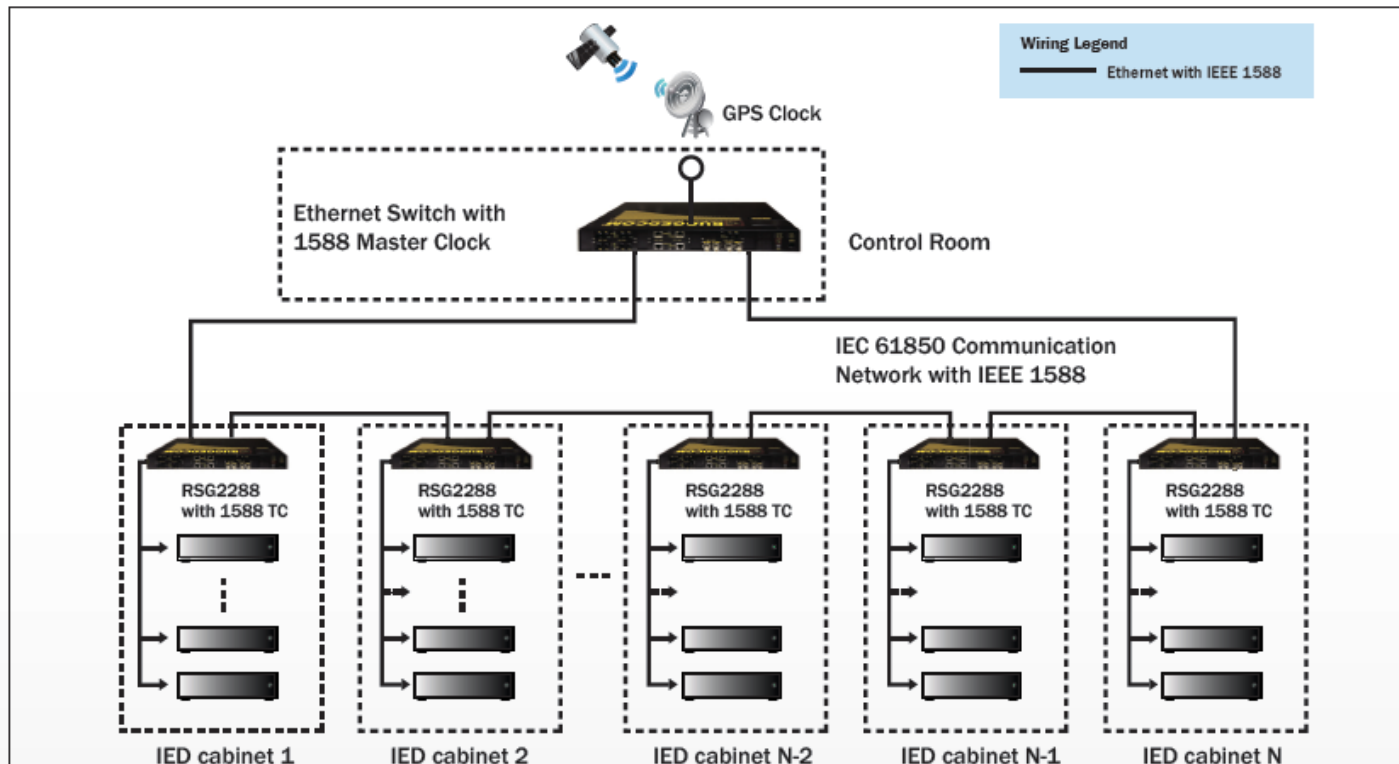 Wiring Legend
Ethernet with IEEE 1588
GPS Clock
Ethernet Switch with
1588 Master Clock
RUGGEDCOM
Control Room
IEC 61850 Communication
Network with IEEE 1588
RSG2288
with 1588 TC
RSG2288
with 1588 TC
RSG2288
with 1588 TC
RSG2288
with 1588 TC
RSG2288
with 1588 TC
IED cabinet 1
IED cabinet 2
IED cabinet N-2
IED cabinet N-1
IED cabinet N